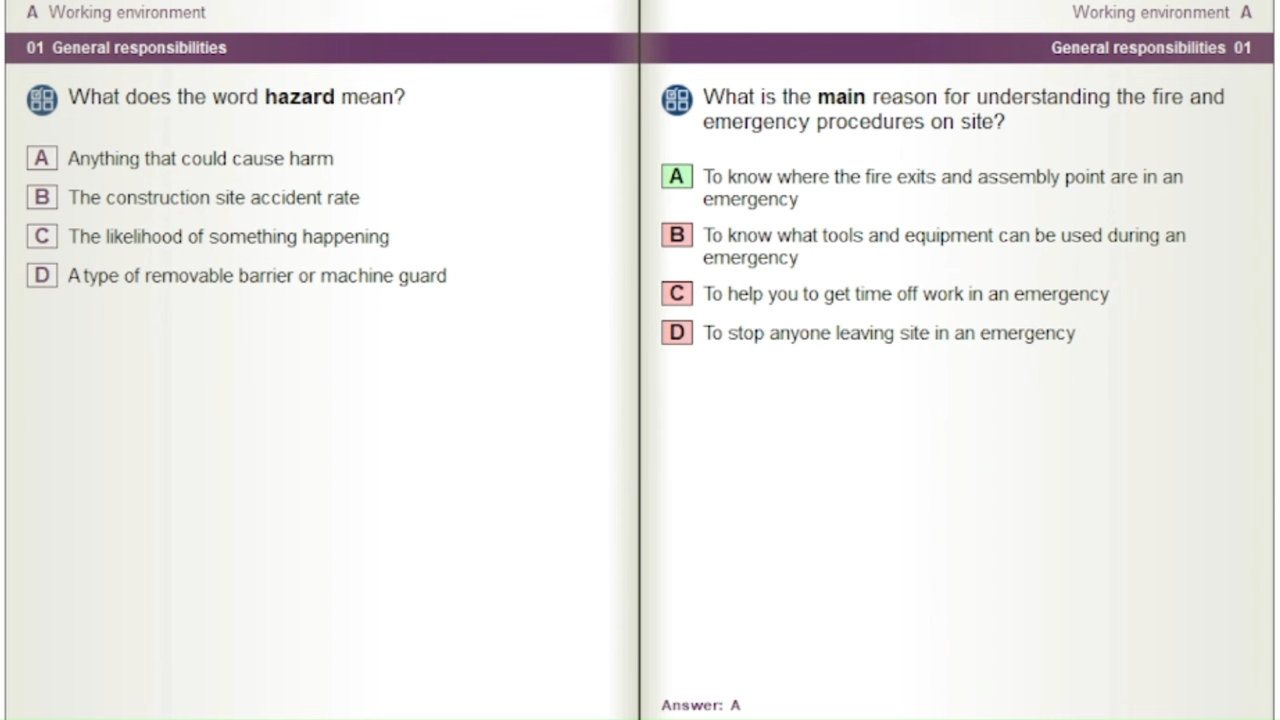 A Working environment
01 General responsibilities
What does the word hazard mean?
A Anything that could cause harm
B The construction site accident rate
C The likelihood of something happening
D A type of removable barrier or machine guard
Working environment A
General responsibilities 01
What is the main reason for understanding the fire and
emergency procedures on site?
A To know where the fire exits and assembly point are in an
emergency
B To know what tools and equipment can be used during an
emergency
C To help you to get time off work in an emergency
D To stop anyone leaving site in an emergency
Answer: A